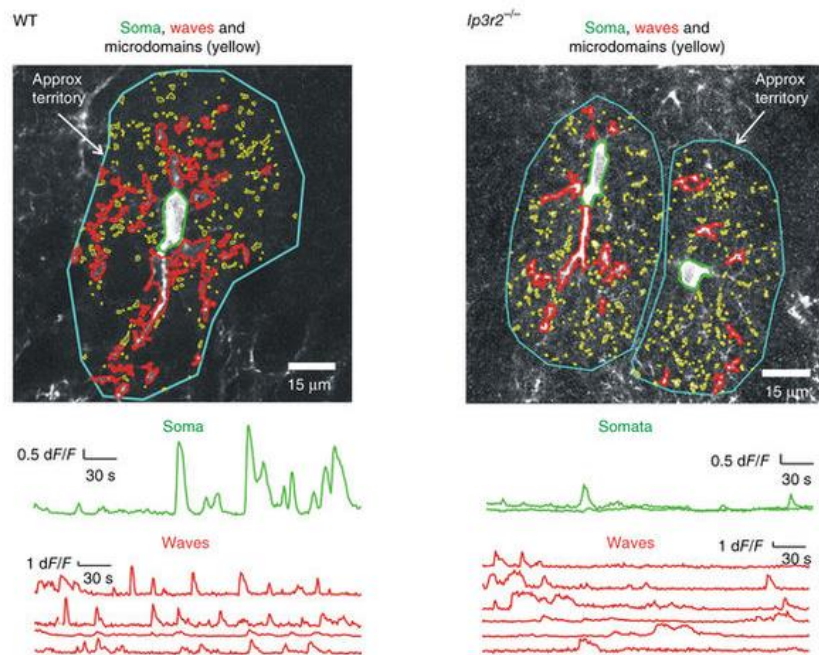 WT
Soma, waves and
microdomains (yellow)
Approx
territory
15 μm
Soma
0.5 dF/F
30 s
Waves
1 dF/F
30 s
Ip3r2–/–
Soma, waves and
microdomains (yellow)
Approx
territory
15 μm
Somata
0.5 dF/F
30 s
Waves
1 dF/F
30 s